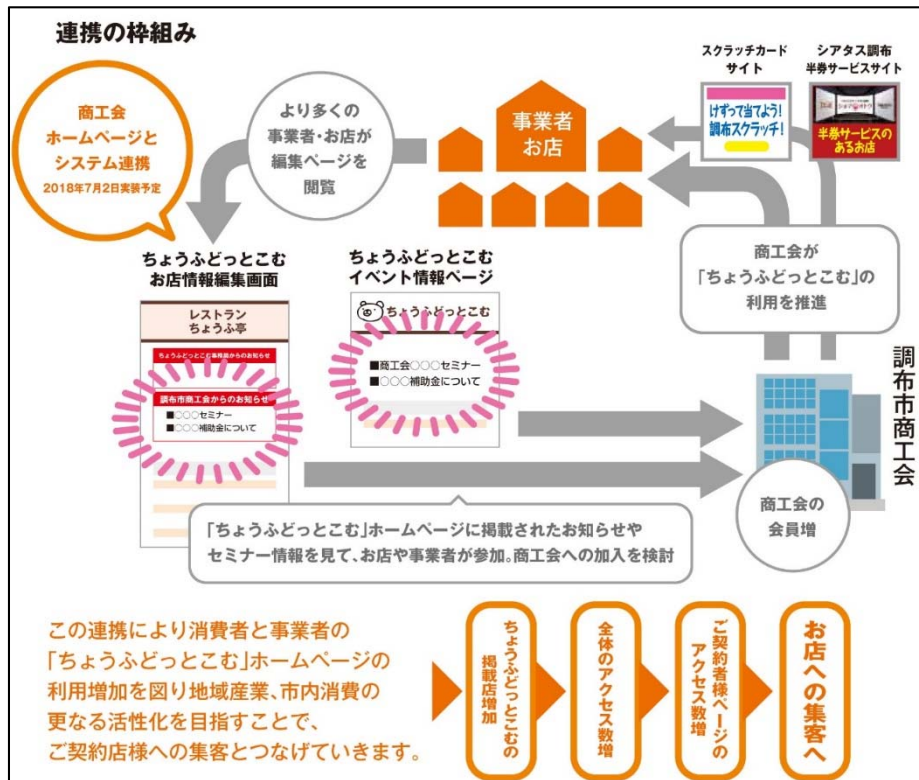 連携の枠組み
商工会
ホームページと
システム連携
2018年7月2日実装予定
より多くの
事業者・お店が
編集ページを
閲覧
事業者
お店
スクラッチカード
サイト
けずって当てよう!
調布スクラッチ!
シアタス調布
半券サービスサイト
半券サービスの
あるお店
商工会が
「ちょうふどっとこむ」の
利用を推進
ちょうふどっとこむ
お店情報編集画面
レストラン
ちょうふ亭
ちょうふどっとこむ事務局からのお知らせ
調布市商工会からのお知らせ
■○○○セミナー
■○○○補助金について
ちょうふどっとこむ
イベント情報ページ
ちょうふどっとこむ
■商工会○○○セミナー
■○○○補助金について
調布市商工会
商工会の
会員増
「ちょうふどっとこむ」ホームページに掲載されたお知らせや
セミナー情報を見て、お店や事業者が参加。商工会への加入を検討
この連携により消費者と事業者の
「ちょうふどっとこむ」ホームページの
利用増加を図り地域産業、市内消費の
更なる活性化を目指すことで、
ご契約店様への集客とつなげていきます。
ちょうふどっとこむの
掲載店増加
全体のアクセス数増
ご契約者様ページの
アクセス数増
お店への集客へ